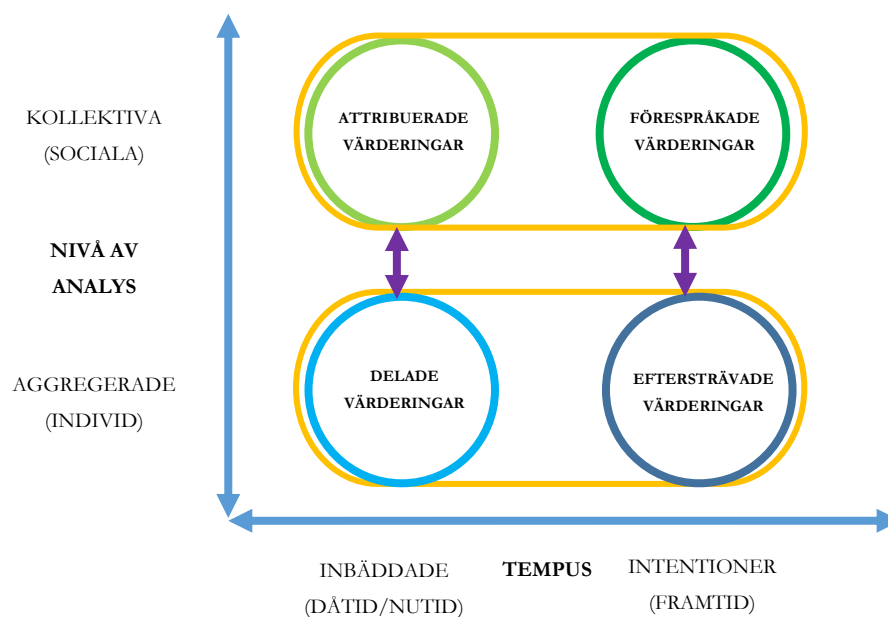 KOLLEKTIVA
(SOCIALA)
ATTRIBUERADE
VÄRDERINGAR
FÖRESPRÅKADE
VÄRDERINGAR
NIVÅ AV
ANALYS
AGGREGERADE
(INDIVID)
DELADE
VÄRDERINGAR
EFTERSTRÄVADE
VÄRDERINGAR
INBÄDDADE
(DÅTID/NUTID)
TEMPUS
INTENTIONER
(FRAMTID)